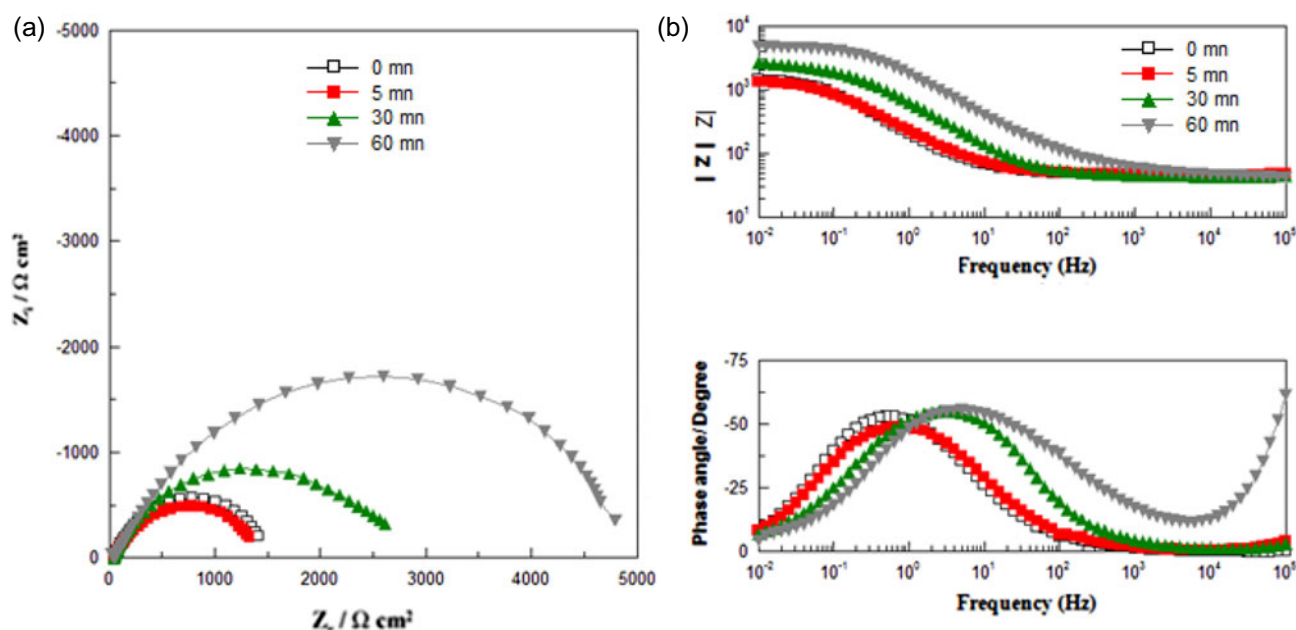 (a)
-5000
-4000
-3000
-2000
-1000
0
Zᵢ / Ω cm²
0 mn
5 mn
30 mn
60 mn
0 1000 2000 3000 4000 5000
Zᵣ / Ω cm²
(b)
10⁴
10³
10²
10¹
| Z | Z|
0 mn
5 mn
30 mn
60 mn
10⁻² 10⁻¹ 10⁰ 10¹ 10² 10³ 10⁴ 10⁵
Frequency (Hz)
-75
-50
-25
0
Phase angle/Degree
10⁻² 10⁻¹ 10⁰ 10¹ 10² 10³ 10⁴ 10⁵
Frequency (Hz)